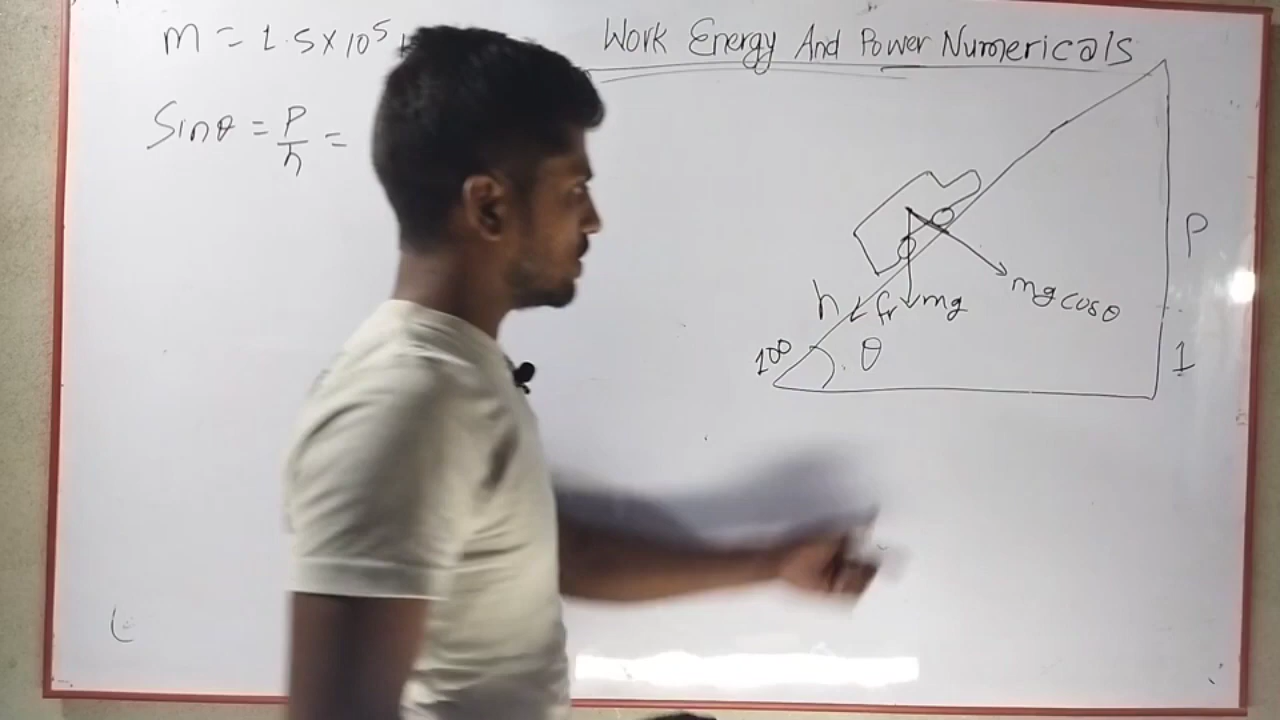 m = 1.5×10⁵
Work Energy And Power Numericals
Sinθ = P/h =
P
mg cosθ
h
fr
mg
100
θ
1